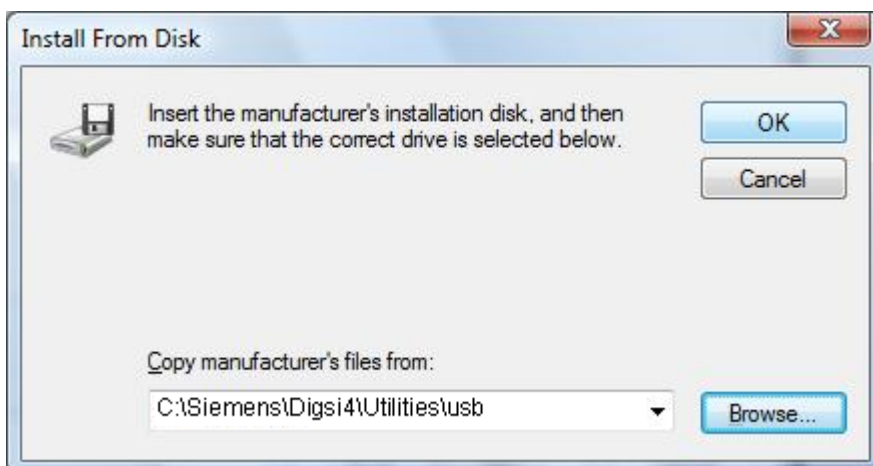 Install From Disk
Insert the manufacturer's installation disk, and then
make sure that the correct drive is selected below.
OK
Cancel
Copy manufacturer's files from:
C:\Siemens\Digsi4\Utilities\usb
Browse...